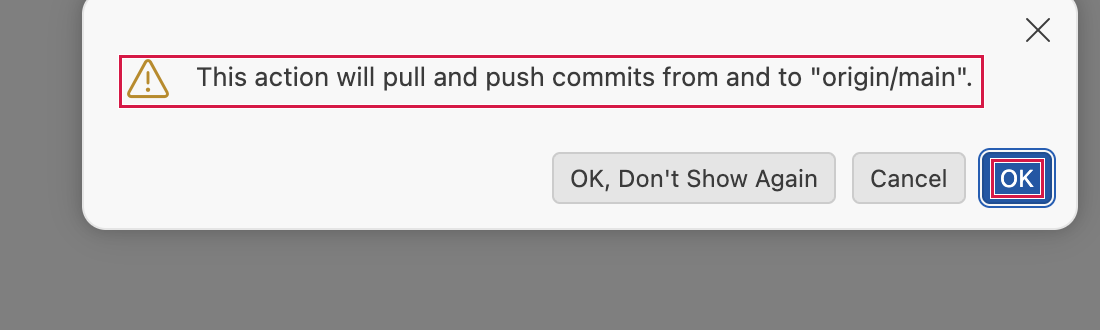 This action will pull and push commits from and to "origin/main".
OK, Don't Show Again
Cancel
OK